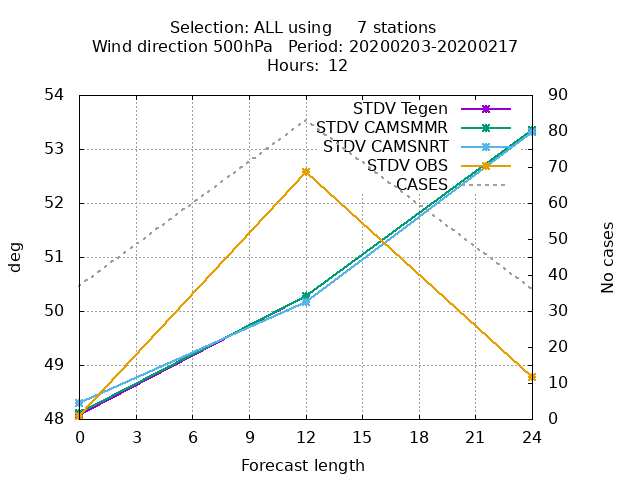 Selection: ALL using 7 stations
Wind direction 500hPa Period: 20200203-20200217
Hours: 12
54
53
52
51
50
49
48
deg
STDV Tegen
STDV CAMSMMR
STDV CAMSNRT
STDV OBS
CASES
90
80
70
60
50
40
30
20
10
0
No cases
0 3 6 9 12 15 18 21 24
Forecast length